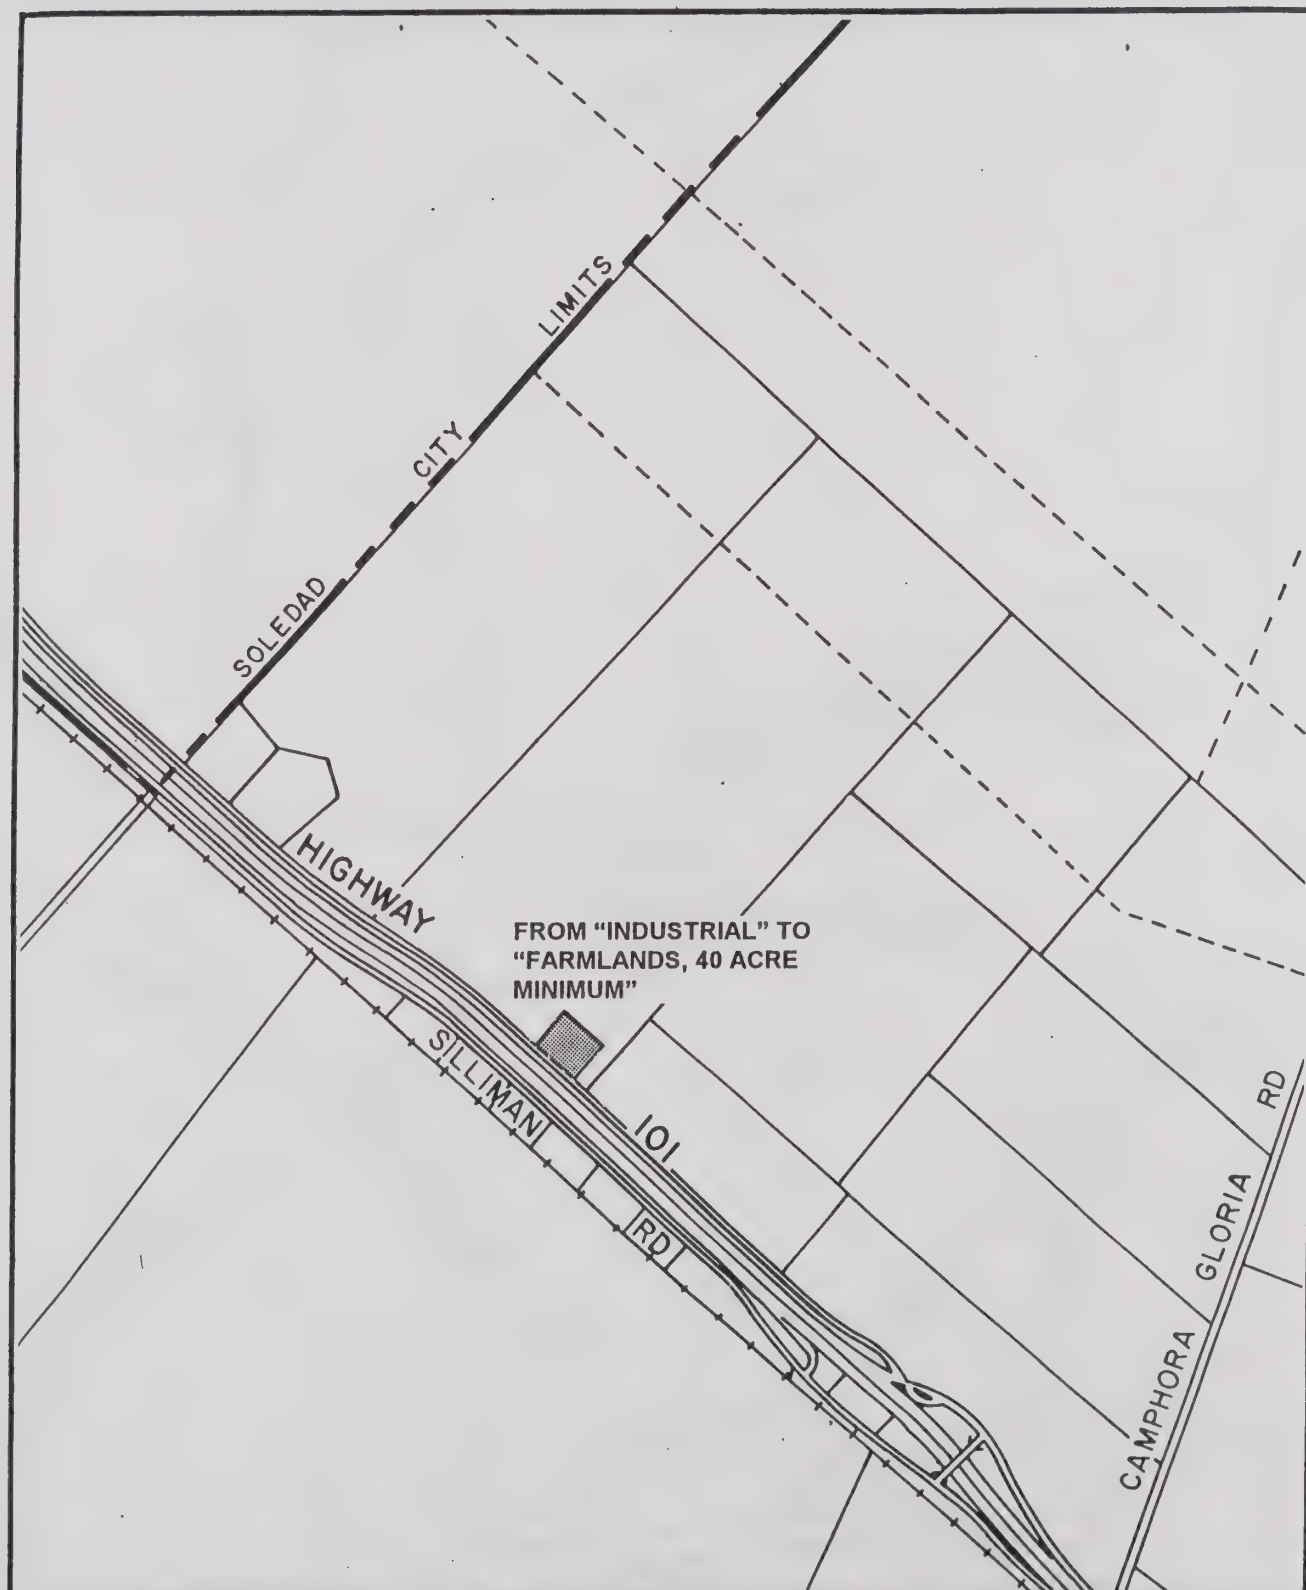 SOLEDAD CITY LIMITS
HIGHWAY 101
FROM “INDUSTRIAL” TO
“FARMLANDS, 40 ACRE
MINIMUM”
SILLIMAN RD
CAMPHORA GLORIA RD